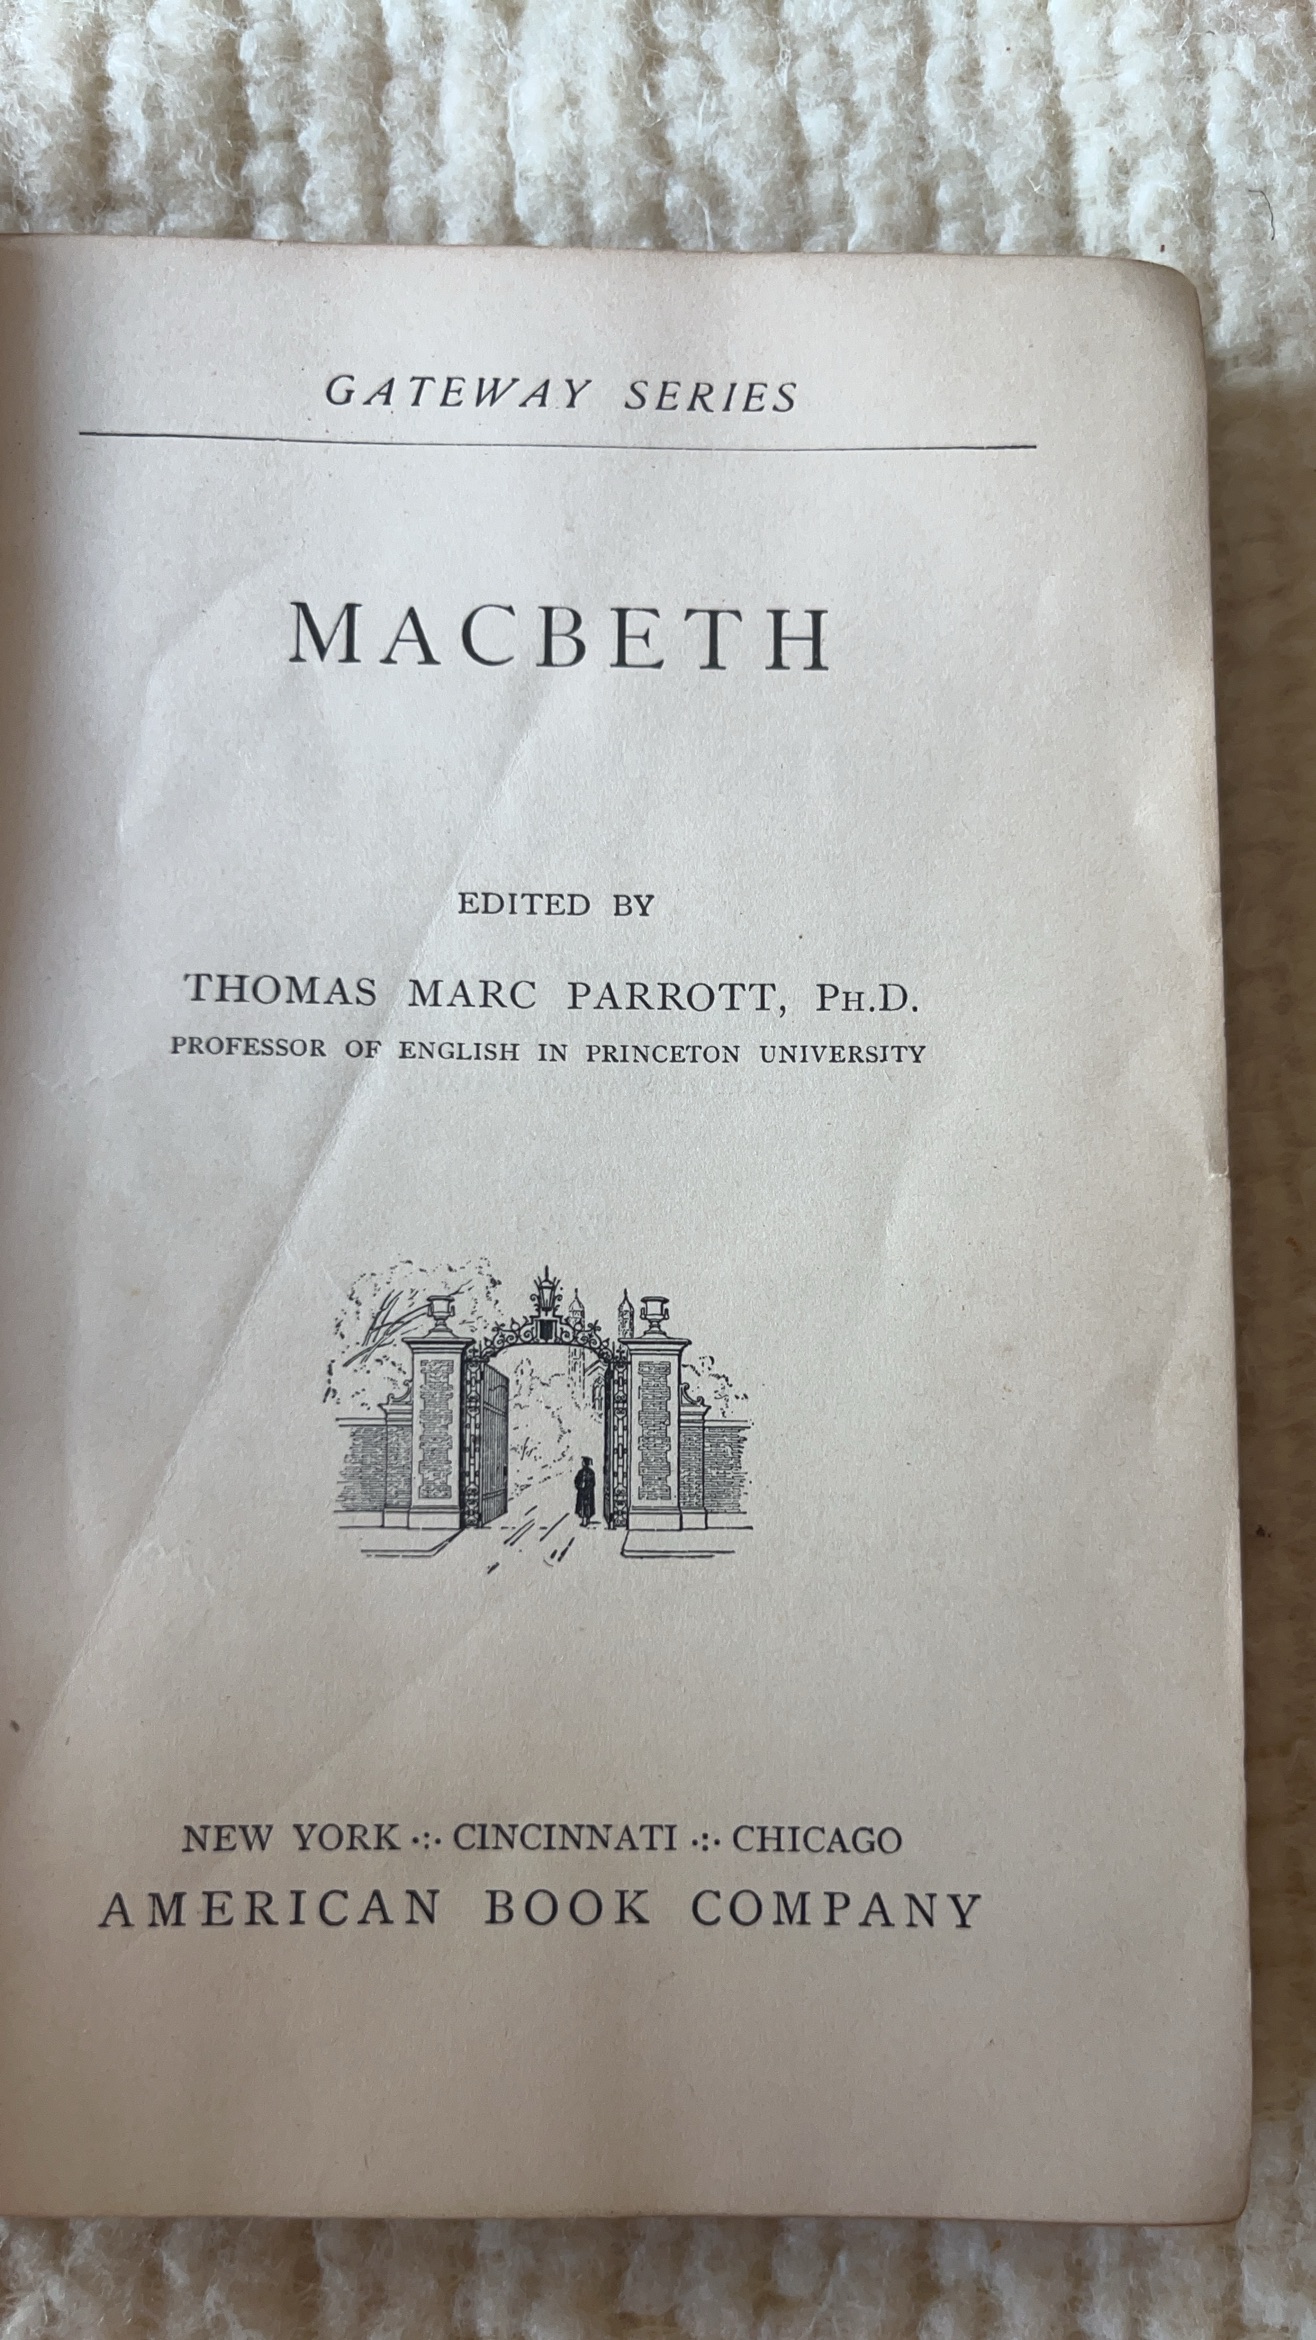 GATEWAY SERIES
MACBETH
EDITED BY
THOMAS MARC PARROTT, Ph.D.
PROFESSOR OF ENGLISH IN PRINCETON UNIVERSITY
NEW YORK .:. CINCINNATI .:. CHICAGO
AMERICAN BOOK COMPANY